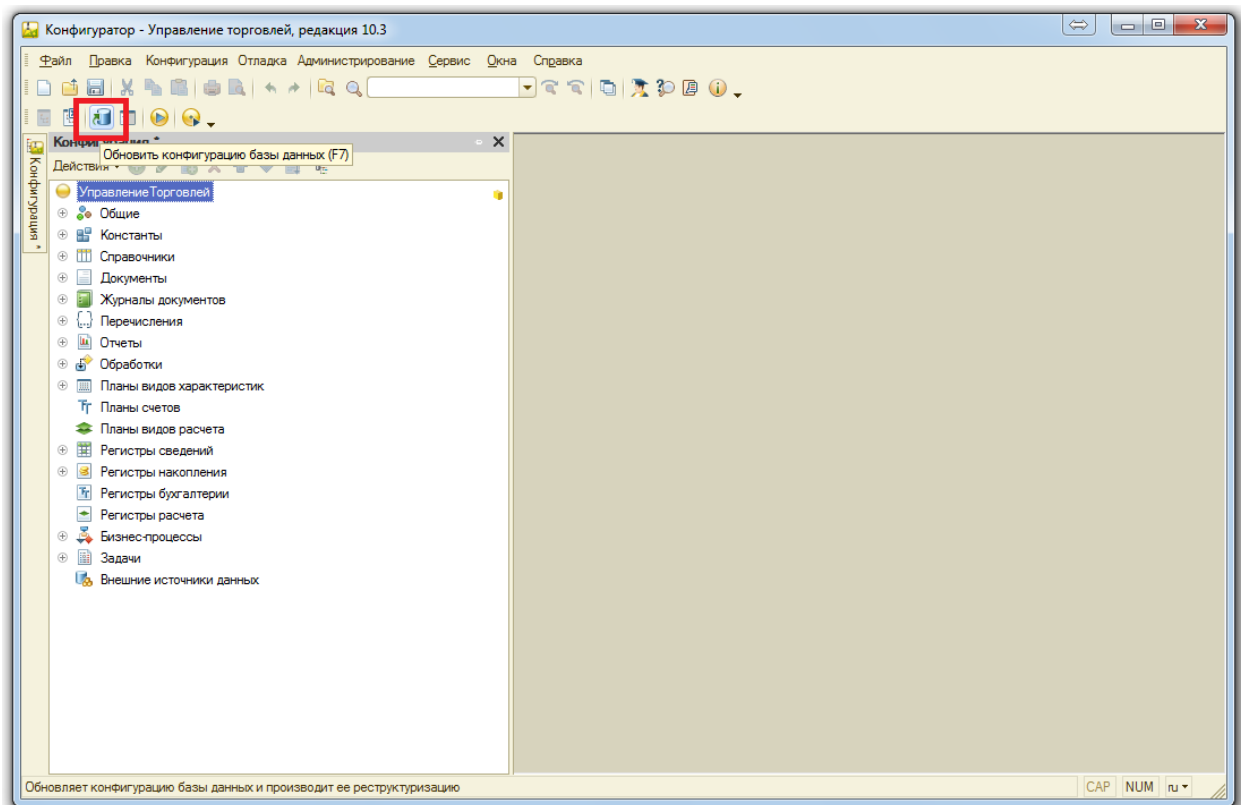 Конфигуратор - Управление торговлей, редакция 10.3
Файл Правка Конфигурация Отладка Администрирование Сервис Окна Справка
Конфигурация *
Обновить конфигурацию базы данных (F7)
Действия
Конфигурация *
УправлениеТорговлей
Общие
Константы
Справочники
Документы
Журналы документов
Перечисления
Отчеты
Обработки
Планы видов характеристик
Планы счетов
Планы видов расчета
Регистры сведений
Регистры накопления
Регистры бухгалтерии
Регистры расчета
Бизнес-процессы
Задачи
Внешние источники данных
Обновляет конфигурацию базы данных и производит ее реструктуризацию
CAP NUM ru